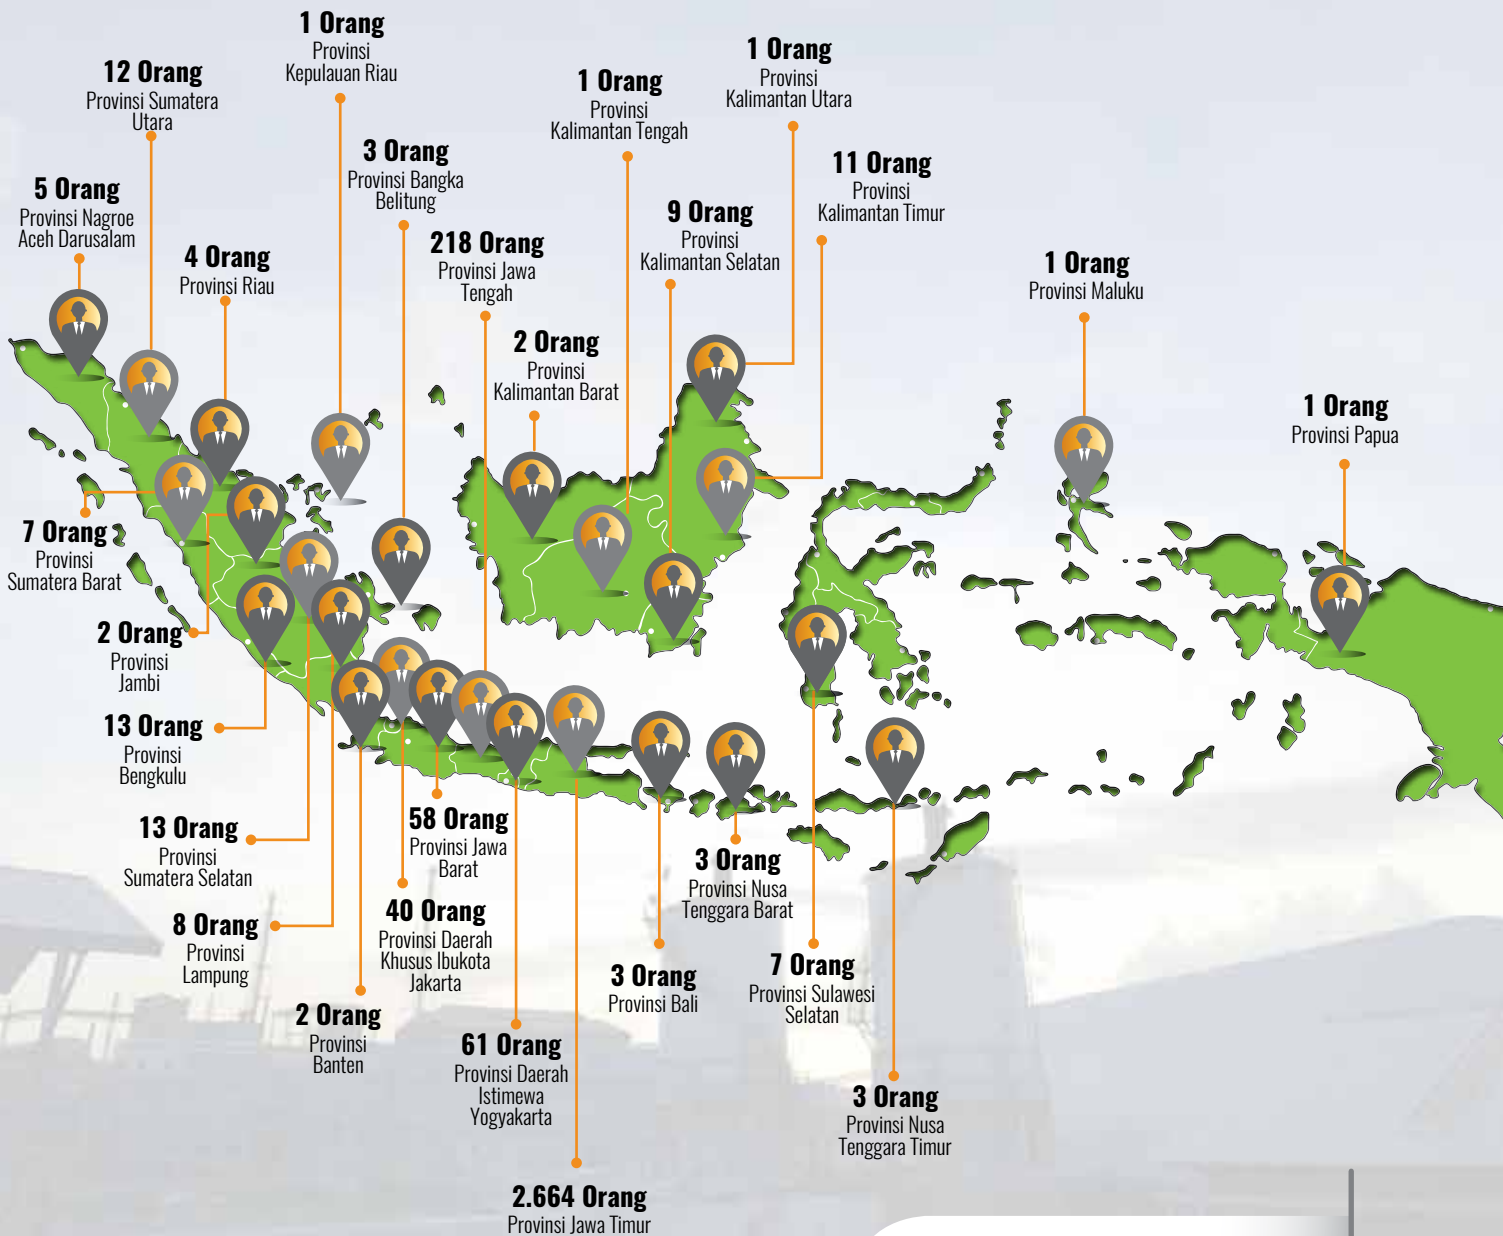 1 Orang
Provinsi
Kepulauan Riau
12 Orang
Provinsi Sumatera
Utara
1 Orang
Provinsi
Kalimantan Tengah
1 Orang
Provinsi
Kalimantan Utara
3 Orang
Provinsi Bangka
Belitung
11 Orang
Provinsi
Kalimantan Timur
5 Orang
Provinsi Nagroe
Aceh Darusalam
9 Orang
Provinsi
Kalimantan Selatan
4 Orang
Provinsi Riau
218 Orang
Provinsi Jawa
Tengah
1 Orang
Provinsi Maluku
2 Orang
Provinsi
Kalimantan Barat
1 Orang
Provinsi Papua
7 Orang
Provinsi
Sumatera Barat
2 Orang
Provinsi
Jambi
13 Orang
Provinsi
Bengkulu
13 Orang
Provinsi
Sumatera Selatan
58 Orang
Provinsi Jawa
Barat
3 Orang
Provinsi Nusa
Tenggara Barat
8 Orang
Provinsi
Lampung
40 Orang
Provinsi Daerah
Khusus Ibukota
Jakarta
3 Orang
Provinsi Bali
7 Orang
Provinsi Sulawesi
Selatan
2 Orang
Provinsi
Banten
61 Orang
Provinsi Daerah
Istimewa
Yogyakarta
3 Orang
Provinsi Nusa
Tenggara Timur
2.664 Orang
Provinsi Jawa Timur